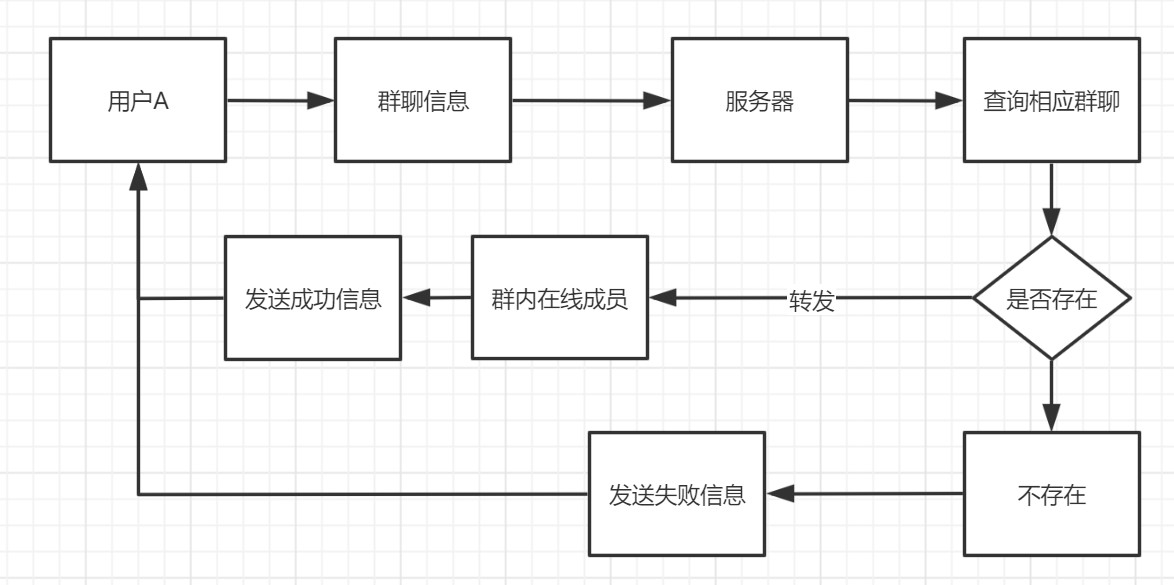 用户A
群聊信息
服务器
查询相应群聊
发送成功信息
群内在线成员
转发
是否存在
发送失败信息
不存在